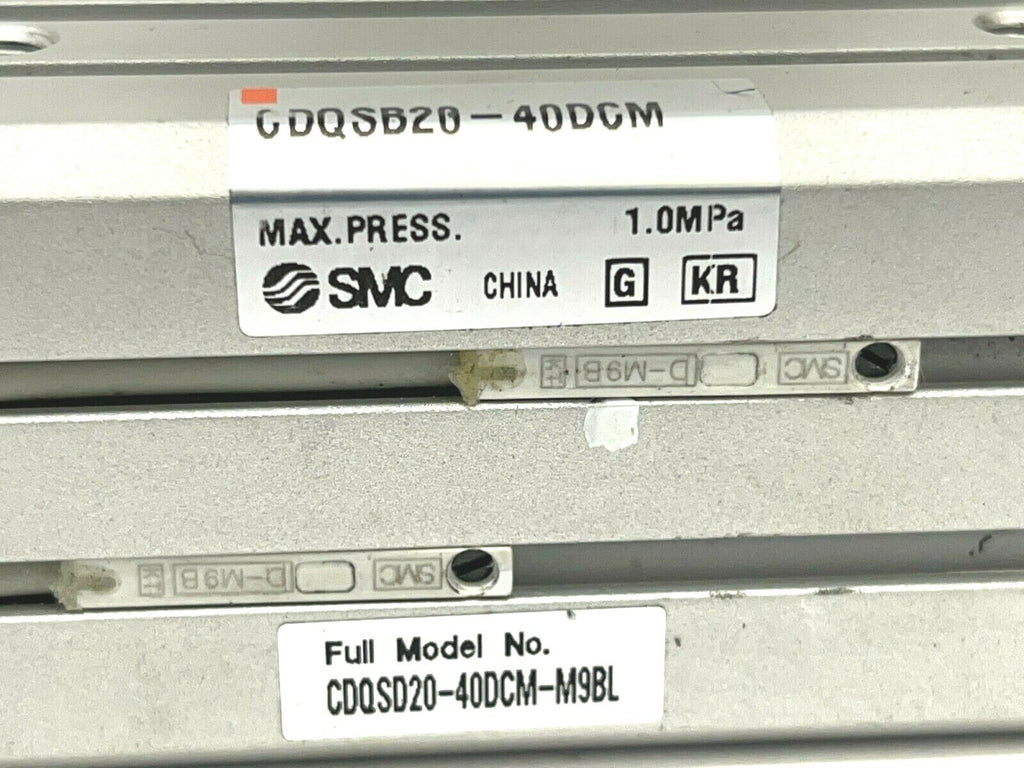 CDQSB20-40DCM
MAX.PRESS. 1.0MPa
SMC CHINA G KR
D-M9B SMC
D-M9B SMC
Full Model No.
CDQSD20-40DCM-M9BL